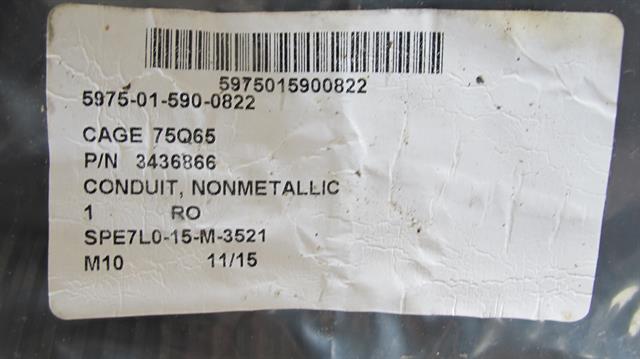 5975015900822
5975-01-590-0822
CAGE 75Q65
P/N 3436866
CONDUIT, NONMETALLIC
1 RO
SPE7L0-15-M-3521
M10 11/15